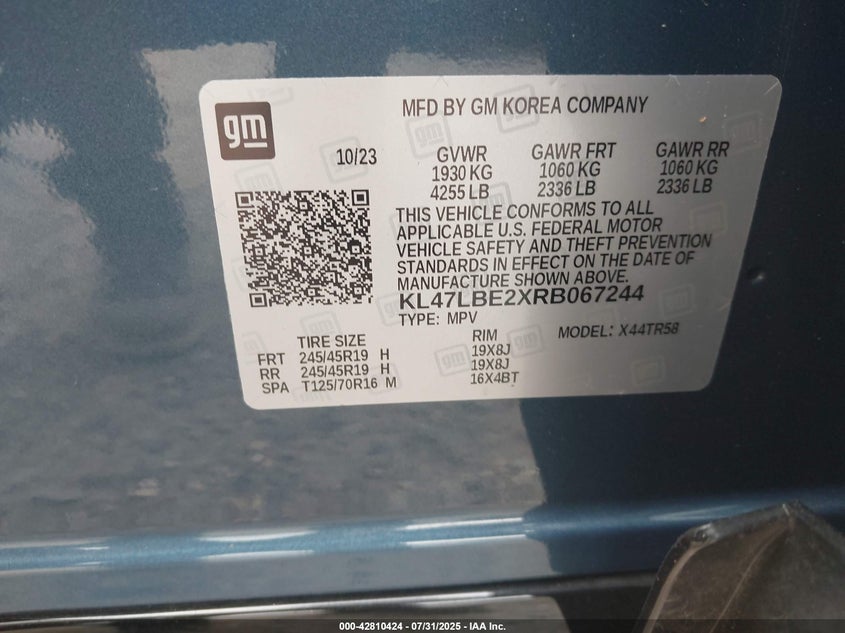 gm
MFD BY GM KOREA COMPANY
10/23
GVWR GAWR FRT GAWR RR
1930 KG 1060 KG 1060 KG
4255 LB 2336 LB 2336 LB
THIS VEHICLE CONFORMS TO ALL
APPLICABLE U.S. FEDERAL MOTOR
VEHICLE SAFETY AND THEFT PREVENTION
STANDARDS IN EFFECT ON THE DATE OF
MANUFACTURE SHOWN ABOVE.
KL47LBE2XRB067244
TYPE: MPV MODEL: X44TR58
TIRE SIZE RIM
FRT 245/45R19 H 19X8J
RR 245/45R19 H 19X8J
SPA T125/70R16 M 16X4BT
000-42810424 - 07/31/2025 - IAA Inc.